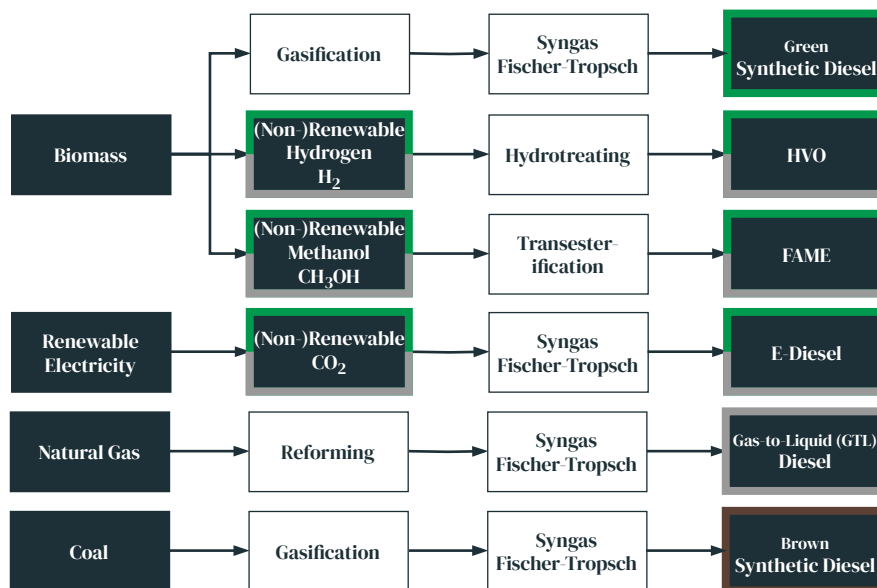 Gasification
Syngas
Fischer-Tropsch
Green
Synthetic Diesel
Biomass
(Non-)Renewable
Hydrogen
H₂
Hydrotreating
HVO
(Non-)Renewable
Methanol
CH₃OH
Transester-
ification
FAME
Renewable
Electricity
(Non-)Renewable
CO₂
Syngas
Fischer-Tropsch
E-Diesel
Natural Gas
Reforming
Syngas
Fischer-Tropsch
Gas-to-Liquid (GTL)
Diesel
Coal
Gasification
Syngas
Fischer-Tropsch
Brown
Synthetic Diesel